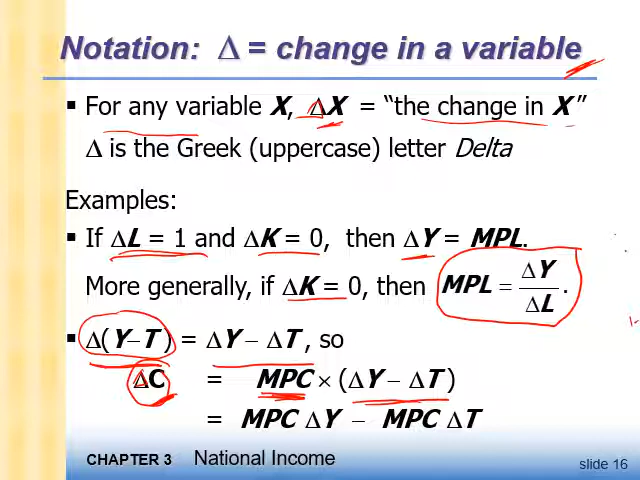 Notation: Δ = change in a variable
▪ For any variable X, ΔX = “the change in X ”
Δ is the Greek (uppercase) letter Delta
Examples:
▪ If ΔL = 1 and ΔK = 0, then ΔY = MPL.
More generally, if ΔK = 0, then MPL = ΔY/ΔL.
▪ Δ(Y−T ) = ΔY − ΔT , so
ΔC = MPC × (ΔY − ΔT )
= MPC ΔY − MPC ΔT
CHAPTER 3 National Income
slide 16